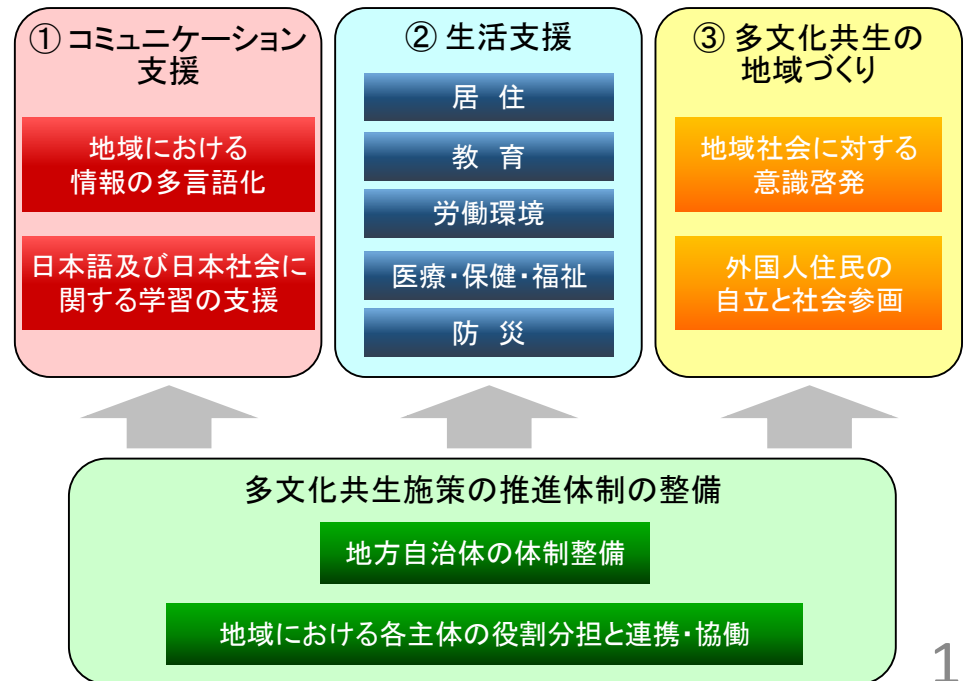 ① コミュニケーション
支援
地域における
情報の多言語化
日本語及び日本社会に
関する学習の支援
② 生活支援
居 住
教 育
労働環境
医療・保健・福祉
防 災
③ 多文化共生の
地域づくり
地域社会に対する
意識啓発
外国人住民の
自立と社会参画
多文化共生施策の推進体制の整備
地方自治体の体制整備
地域における各主体の役割分担と連携・協働
1